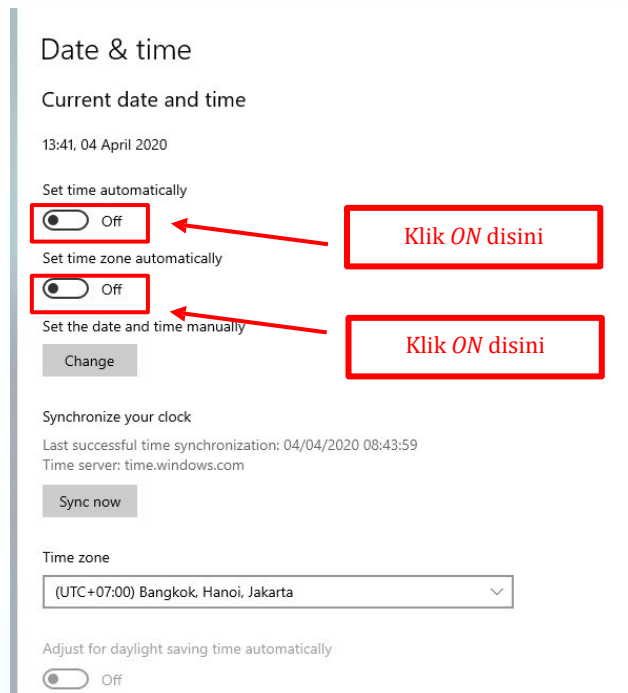 Date & time
Current date and time
13:41, 04 April 2020
Set time automatically
Off
Klik ON disini
Set time zone automatically
Off
Set the date and time manually
Klik ON disini
Change
Synchronize your clock
Last successful time synchronization: 04/04/2020 08:43:59
Time server: time.windows.com
Sync now
Time zone
(UTC+07:00) Bangkok, Hanoi, Jakarta
Adjust for daylight saving time automatically
Off